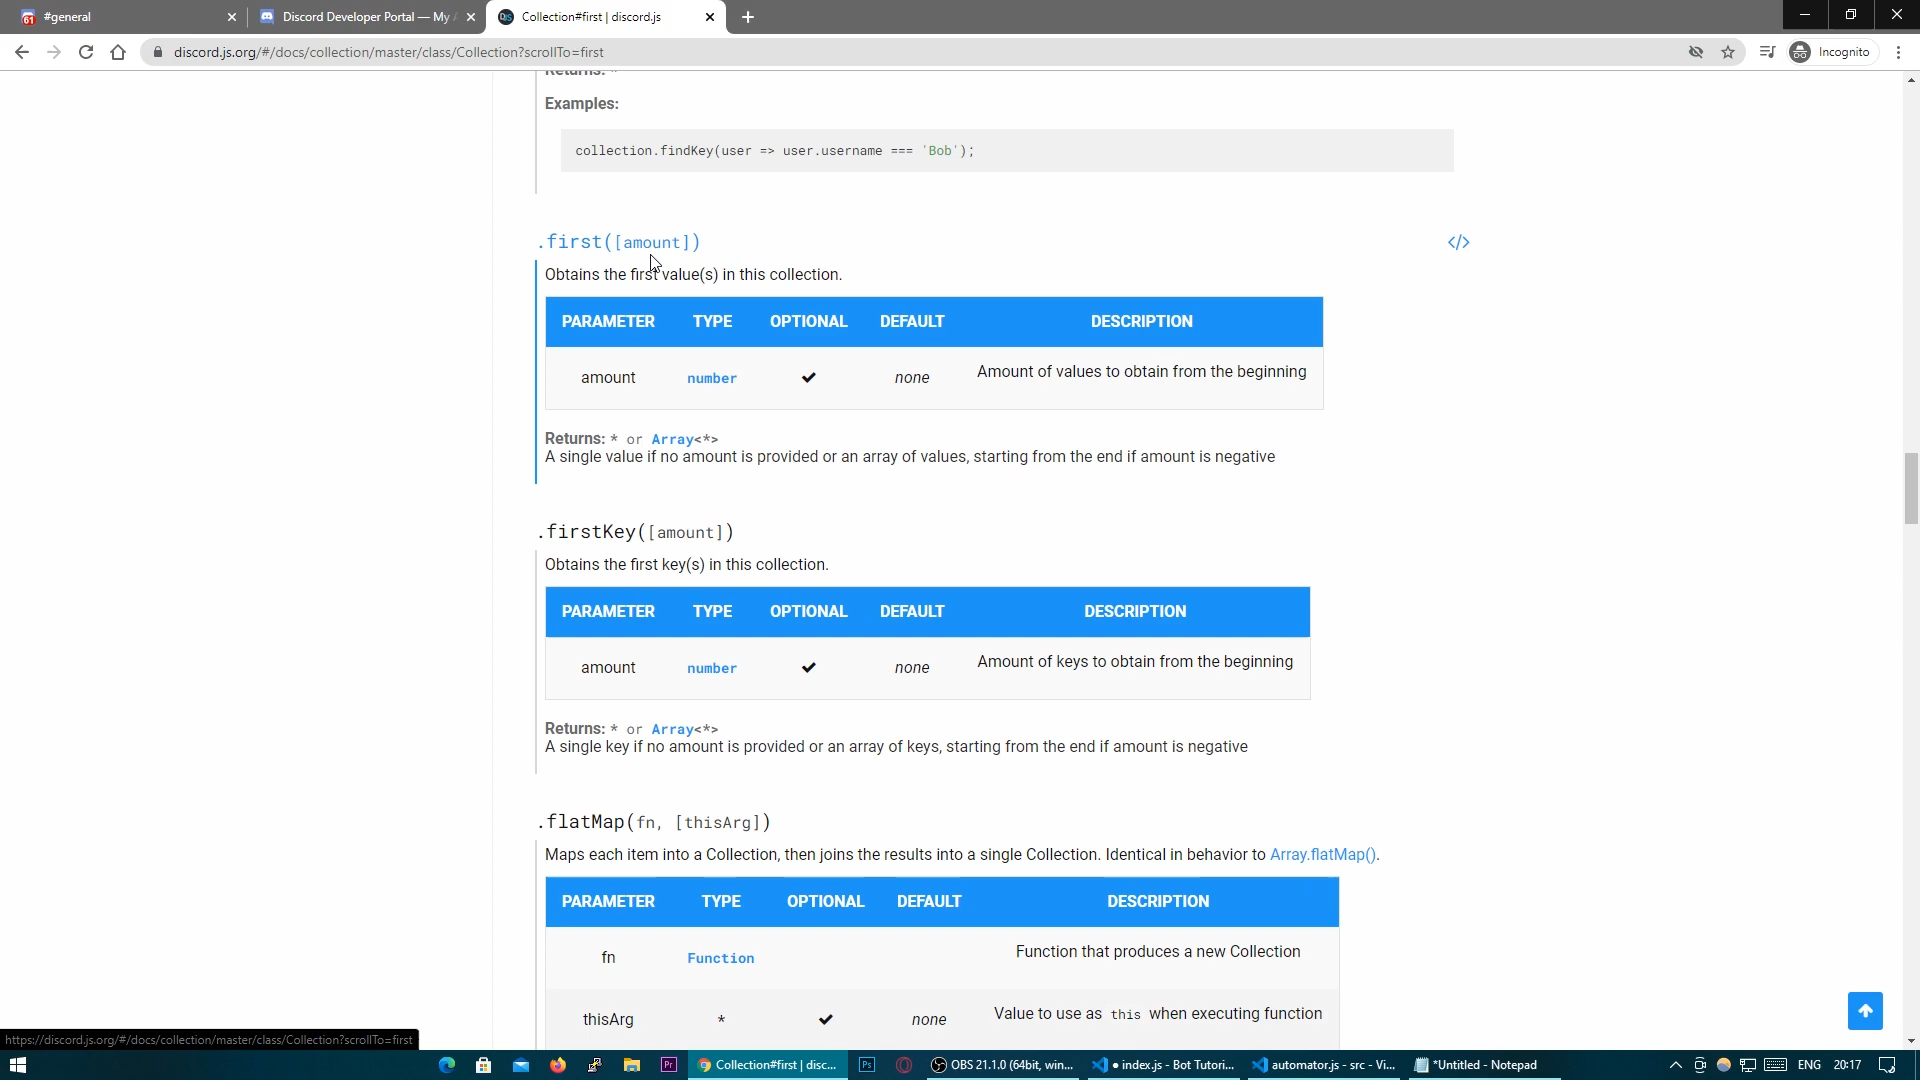 #general
Discord Developer Portal — My A
Collection#first | discord.js
discord.js.org/#/docs/collection/master/class/Collection?scrollTo=first
Incognito
Returns: *
Examples:
collection.findKey(user => user.username === 'Bob');
.first([amount])
</>
Obtains the first value(s) in this collection.
PARAMETER TYPE OPTIONAL DEFAULT DESCRIPTION
amount number ✔ none Amount of values to obtain from the beginning
Returns: * or Array<*>
A single value if no amount is provided or an array of values, starting from the end if amount is negative
.firstKey([amount])
Obtains the first key(s) in this collection.
PARAMETER TYPE OPTIONAL DEFAULT DESCRIPTION
amount number ✔ none Amount of keys to obtain from the beginning
Returns: * or Array<*>
A single key if no amount is provided or an array of keys, starting from the end if amount is negative
.flatMap(fn, [thisArg])
Maps each item into a Collection, then joins the results into a single Collection. Identical in behavior to Array.flatMap().
PARAMETER TYPE OPTIONAL DEFAULT DESCRIPTION
fn Function Function that produces a new Collection
thisArg * ✔ none Value to use as this when executing function
https://discord.js.org/#/docs/collection/master/class/Collection?scrollTo=first
Collection#first | disc...
OBS 21.1.0 (64bit, win...
● index.js - Bot Tutori...
automator.js - src - Vi...
*Untitled - Notepad
ENG
20:17